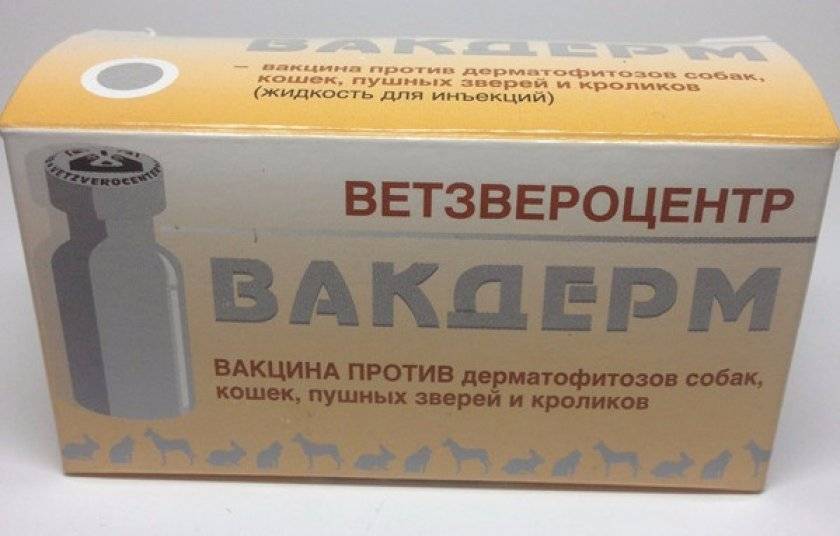 ВАКДЕРМ
– вакцина против дерматофитозов собак,
кошек, пушных зверей и кроликов
(жидкость для инъекций)
VETZVEROCENTER
ВЕТЗВЕРОЦЕНТР
ВАКДЕРМ
ВАКЦИНА ПРОТИВ дерматофитозов собак,
кошек, пушных зверей и кроликов